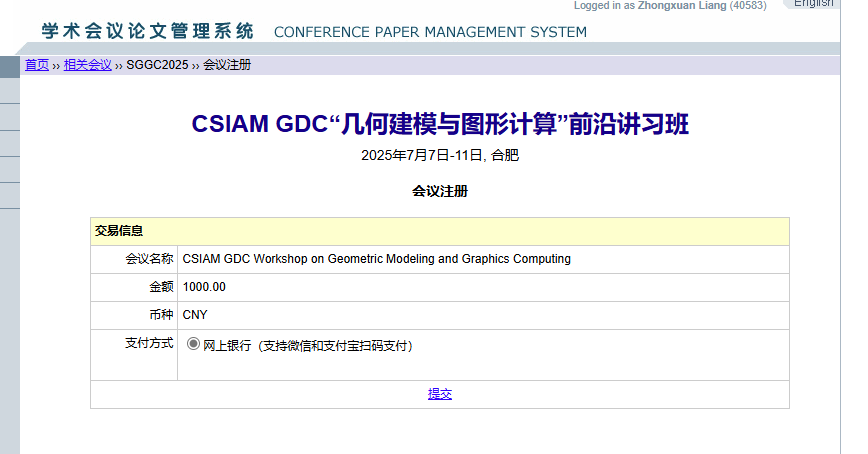 Logged in as Zhongxuan Liang (40583) English
学术会议论文管理系统 CONFERENCE PAPER MANAGEMENT SYSTEM
首页 ›› 相关会议 ›› SGGC2025 ›› 会议注册
CSIAM GDC“几何建模与图形计算”前沿讲习班
2025年7月7日-11日, 合肥
会议注册
交易信息
会议名称 CSIAM GDC Workshop on Geometric Modeling and Graphics Computing
金额 1000.00
币种 CNY
支付方式 网上银行（支持微信和支付宝扫码支付）
提交